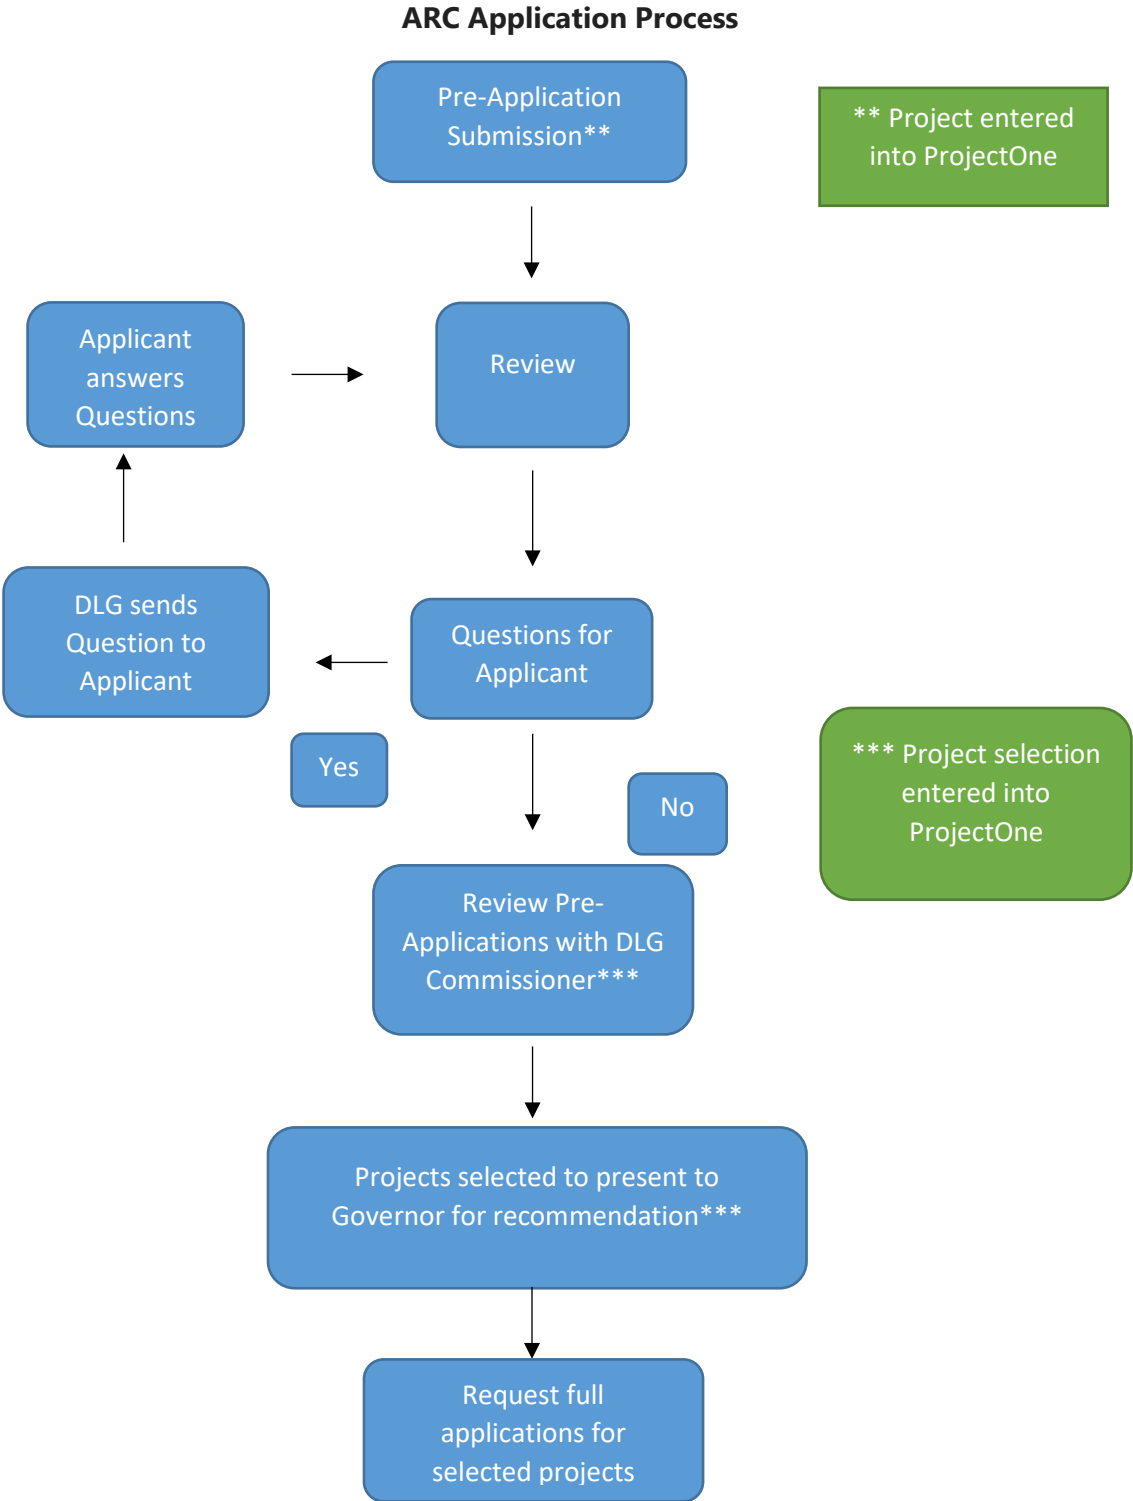 ARC Application Process
Pre-Application
Submission**
** Project entered
into ProjectOne
Applicant
answers
Questions
Review
DLG sends
Question to
Applicant
Questions for
Applicant
Yes
No
*** Project selection
entered into
ProjectOne
Review Pre-
Applications with DLG
Commissioner***
Projects selected to present to
Governor for recommendation***
Request full
applications for
selected projects